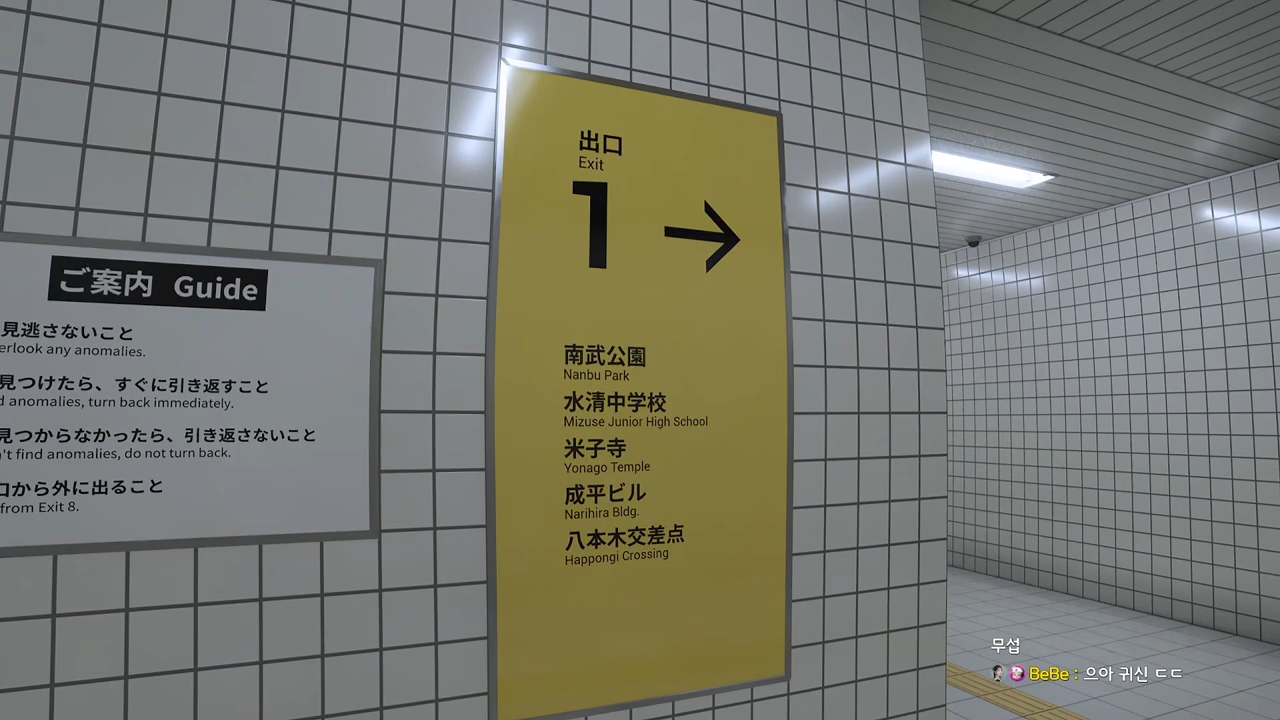 ご案内 Guide
見逃さないこと
erlook any anomalies.
見つけたら、すぐに引き返すこと
d anomalies, turn back immediately.
見つからなかったら、引き返さないこと
't find anomalies, do not turn back.
口から外に出ること
from Exit 8.
出口
Exit
1 →
南武公園
Nanbu Park
水清中学校
Mizuse Junior High School
米子寺
Yonago Temple
成平ビル
Narihira Bldg.
八本木交差点
Happongi Crossing
무섭
BeBe : 으아 귀신 ㄷㄷ